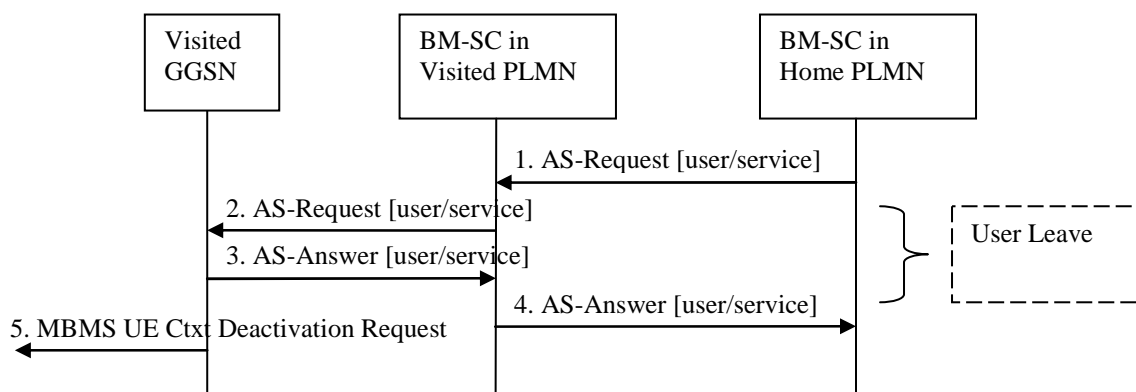 Visited
GGSN
BM-SC in
Visited PLMN
BM-SC in
Home PLMN
1. AS-Request [user/service]
2. AS-Request [user/service]
User Leave
3. AS-Answer [user/service]
4. AS-Answer [user/service]
5. MBMS UE Ctxt Deactivation Request